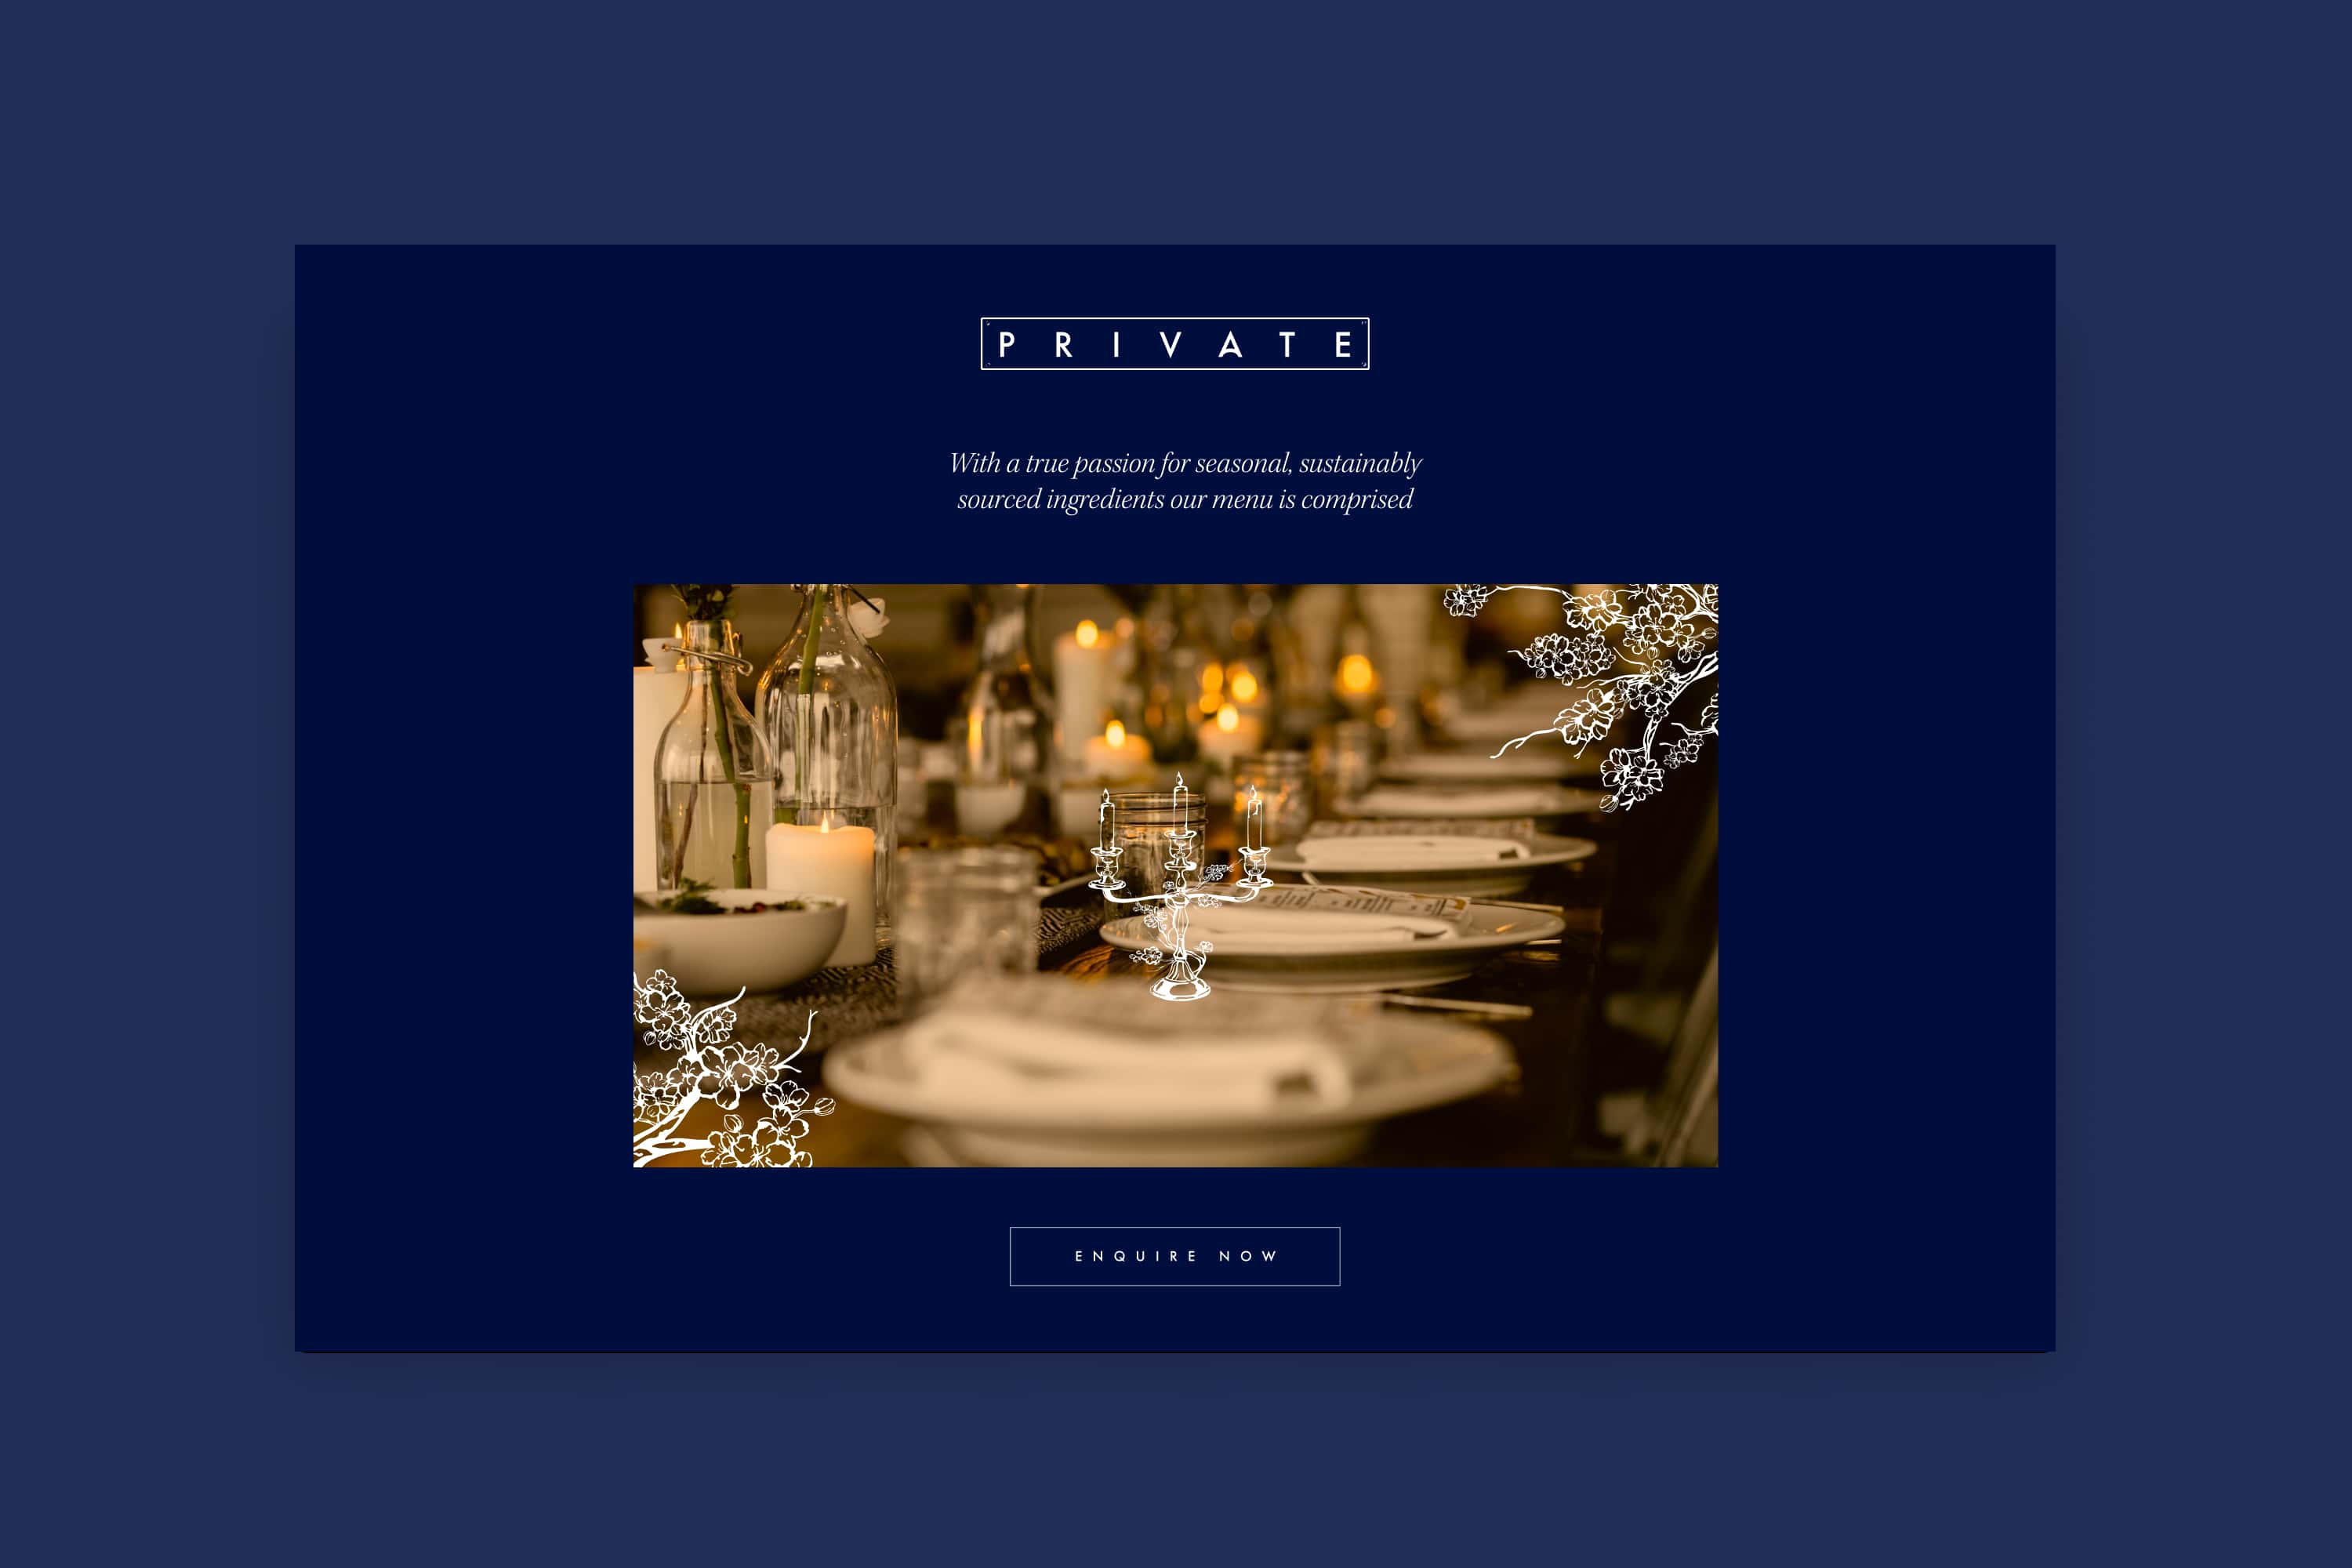 PRIVATE
With a true passion for seasonal, sustainably
sourced ingredients our menu is comprised
ENQUIRE NOW